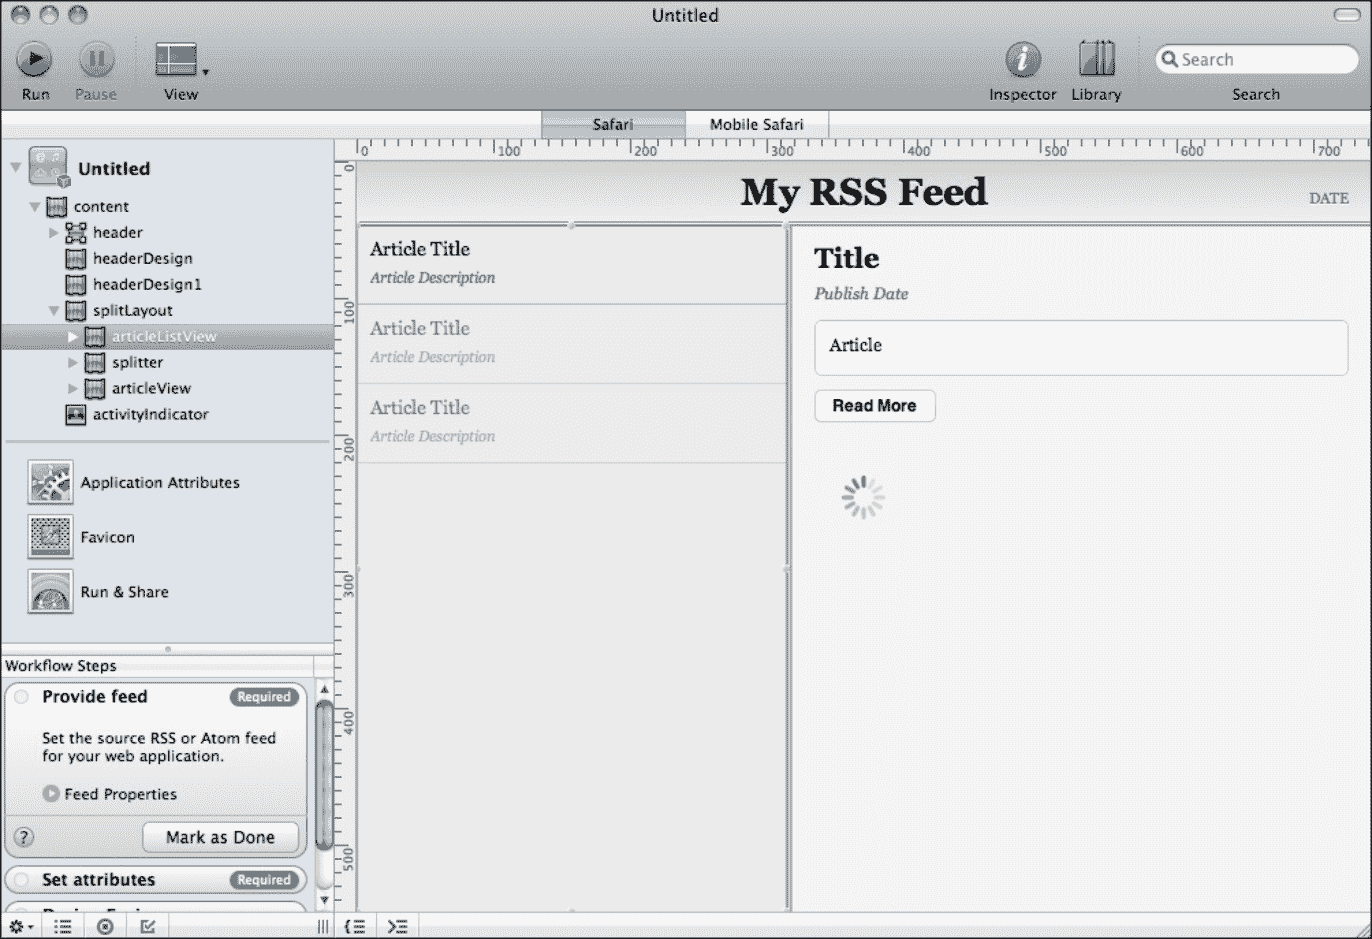 Untitled
Run
Pause
View
Inspector
Library
Search
Search
Safari
Mobile Safari
Untitled
content
header
headerDesign
headerDesign1
splitLayout
articleListView
splitter
articleView
activityIndicator
Application Attributes
Favicon
Run & Share
Workflow Steps
Provide feed
Required
Set the source RSS or Atom feed
for your web application.
Feed Properties
?
Mark as Done
Set attributes
Required
0 100 200 300 400 500 600 700
0
100
200
300
400
500
My RSS Feed
DATE
Article Title
Article Description
Article Title
Article Description
Article Title
Article Description
Title
Publish Date
Article
Read More